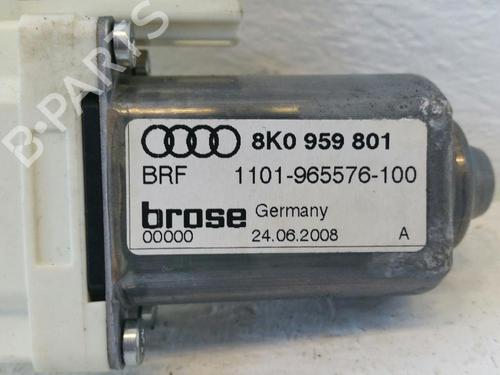 B-PARTS
8K0 959 801
BRF 1101-965576-100
brose Germany
00000 24.06.2008 A